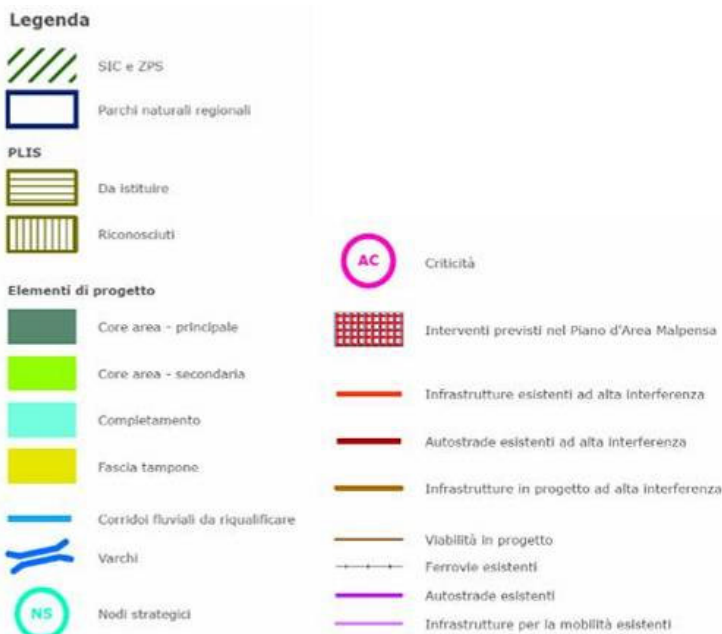 Legenda
SIC e ZPS
Parchi naturali regionali
PLIS
Da istituire
Riconosciuti
Elementi di progetto
Core area - principale
Core area - secondaria
Completamento
Fascia tampone
Corridoi fluviali da riqualificare
Varchi
NS
Nodi strategici
AC
Criticità
Interventi previsti nel Piano d'Area Malpensa
Infrastrutture esistenti ad alta interferenza
Autostrade esistenti ad alta interferenza
Infrastrutture in progetto ad alta interferenza
Viabilità in progetto
Ferrovie esistenti
Autostrade esistenti
Infrastrutture per la mobilità esistenti